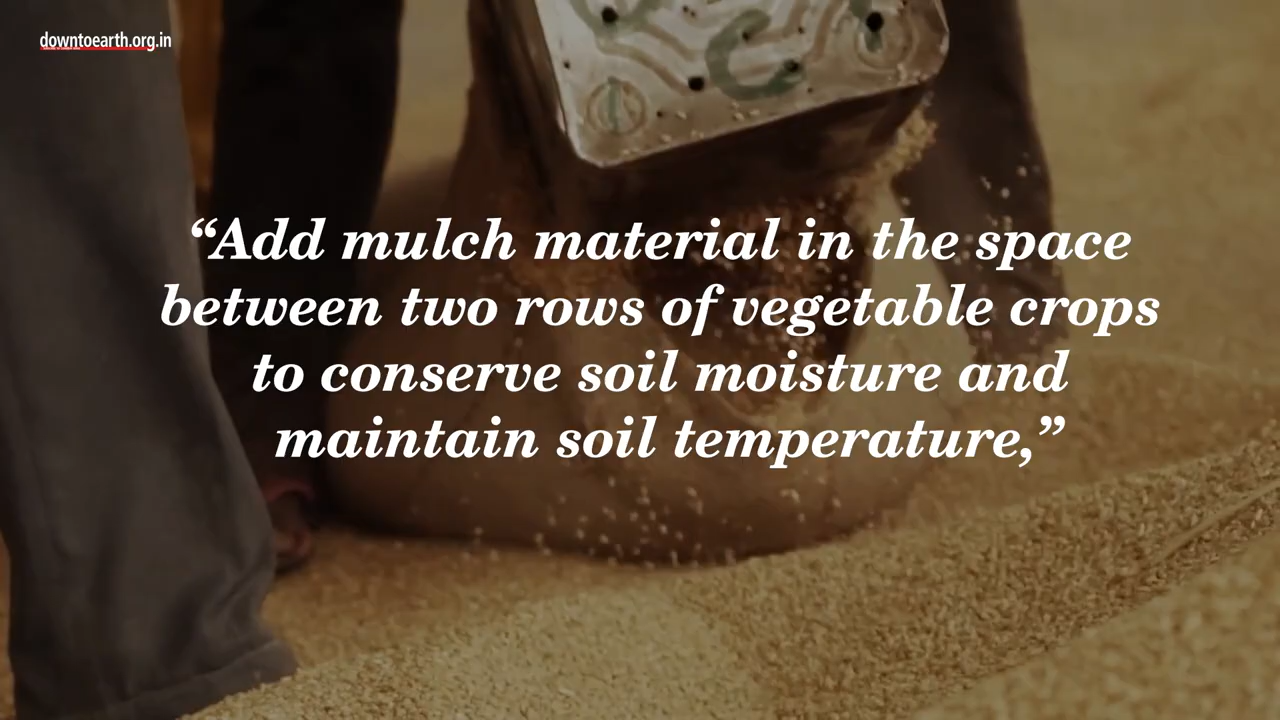 downtoearth.org.in
“Add mulch material in the space
between two rows of vegetable crops
to conserve soil moisture and
maintain soil temperature,”